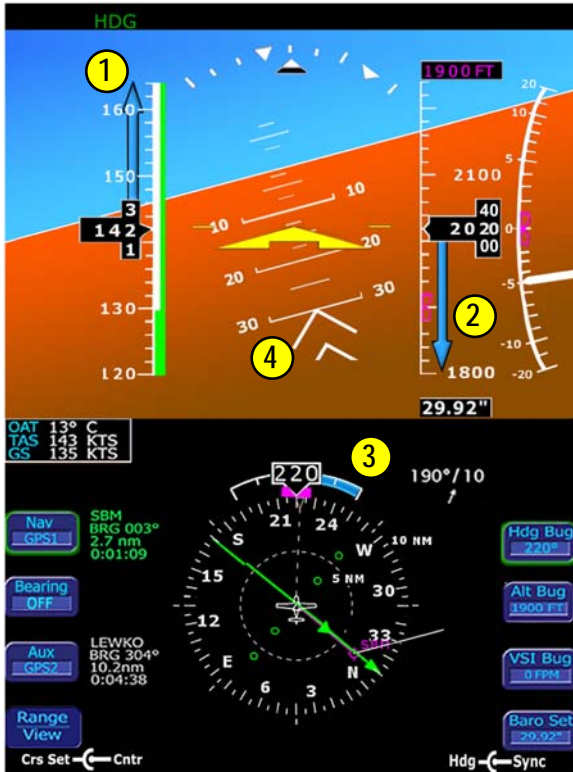 HDG
1
1900 FT
20
160
10
150
2100
5
3
10
10
40
142
2020
0
1
20
20
00
30
-5
130
30
2
4
-10
120
1800
-20
29.92"
OAT 13° C
TAS 143 KTS
GS 135 KTS
3
220
190°/10
21 24
Nav
GPS1
SBM
BRG 003°
2.7 nm
0:01:09
S
W
10 NM
Hdg Bug
220°
15
5 NM
30
Bearing
OFF
12
Alt Bug
1900 FT
33
SBM
Aux
GPS2
LEWKO
BRG 304°
10.2nm
0:04:38
E
N
VSI Bug
0 FPM
6
3
Range
View
Baro Set
29.92"
Crs Set Cntr
Hdg Sync